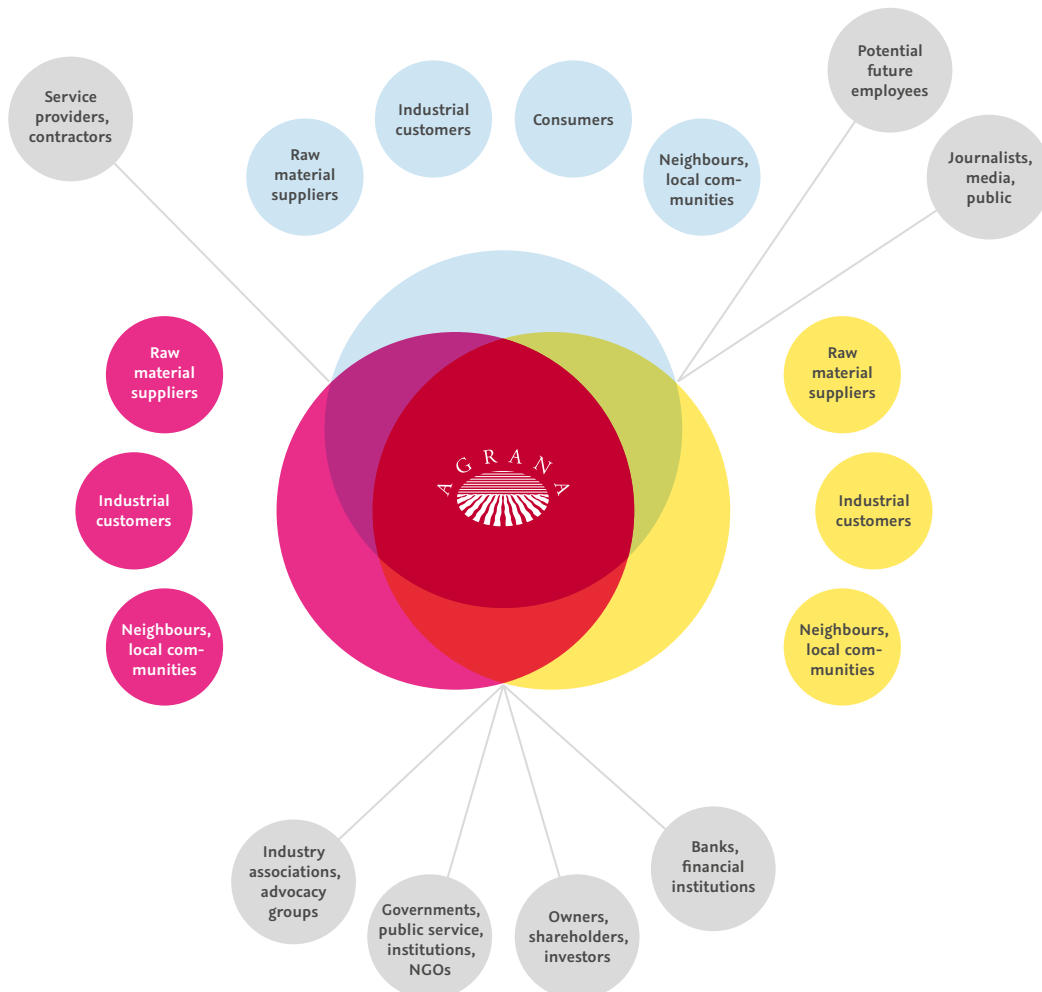 Service
providers,
contractors
Industrial
customers
Consumers
Potential
future
employees
Raw
material
suppliers
Neighbours,
local com-
munities
Journalists,
media,
public
Raw
material
suppliers
Raw
material
suppliers
AGRANA
Industrial
customers
Industrial
customers
Neighbours,
local com-
munities
Neighbours,
local com-
munities
Industry
associations,
advocacy
groups
Governments,
public service,
institutions,
NGOs
Owners,
shareholders,
investors
Banks,
financial
institutions